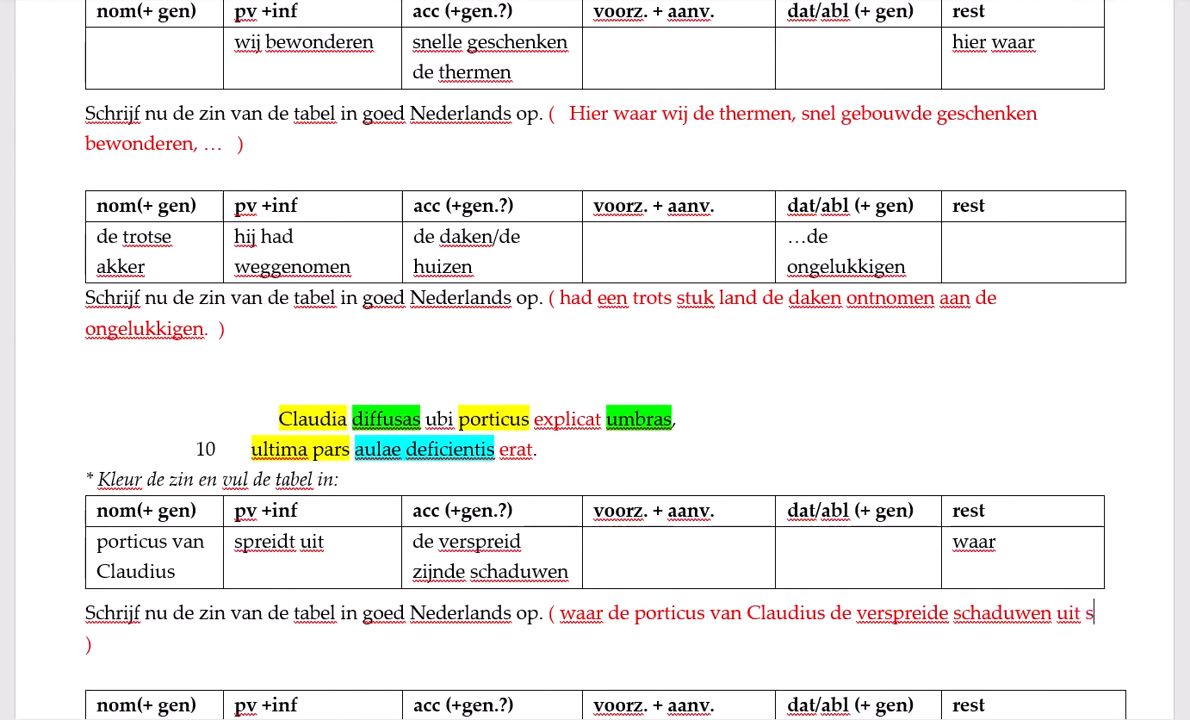 nom(+ gen) pv +inf acc (+gen.?) voorz. + aanv. dat/abl (+ gen) rest
wij bewonderen snelle geschenken hier waar
de thermen
Schrijf nu de zin van de tabel in goed Nederlands op. ( Hier waar wij de thermen, snel gebouwde geschenken
bewonderen, … )
nom(+ gen) pv +inf acc (+gen.?) voorz. + aanv. dat/abl (+ gen) rest
de trotse hij had de daken/de …de
akker weggenomen huizen ongelukkigen
Schrijf nu de zin van de tabel in goed Nederlands op. ( had een trots stuk land de daken ontnomen aan de
ongelukkigen. )
Claudia diffusas ubi porticus explicat umbras,
10 ultima pars aulae deficientis erat.
* Kleur de zin en vul de tabel in:
nom(+ gen) pv +inf acc (+gen.?) voorz. + aanv. dat/abl (+ gen) rest
porticus van spreidt uit de verspreid waar
Claudius zijnde schaduwen
Schrijf nu de zin van de tabel in goed Nederlands op. ( waar de porticus van Claudius de verspreide schaduwen uit s
)
nom(+ gen) pv +inf acc (+gen.?) voorz. + aanv. dat/abl (+ gen) rest